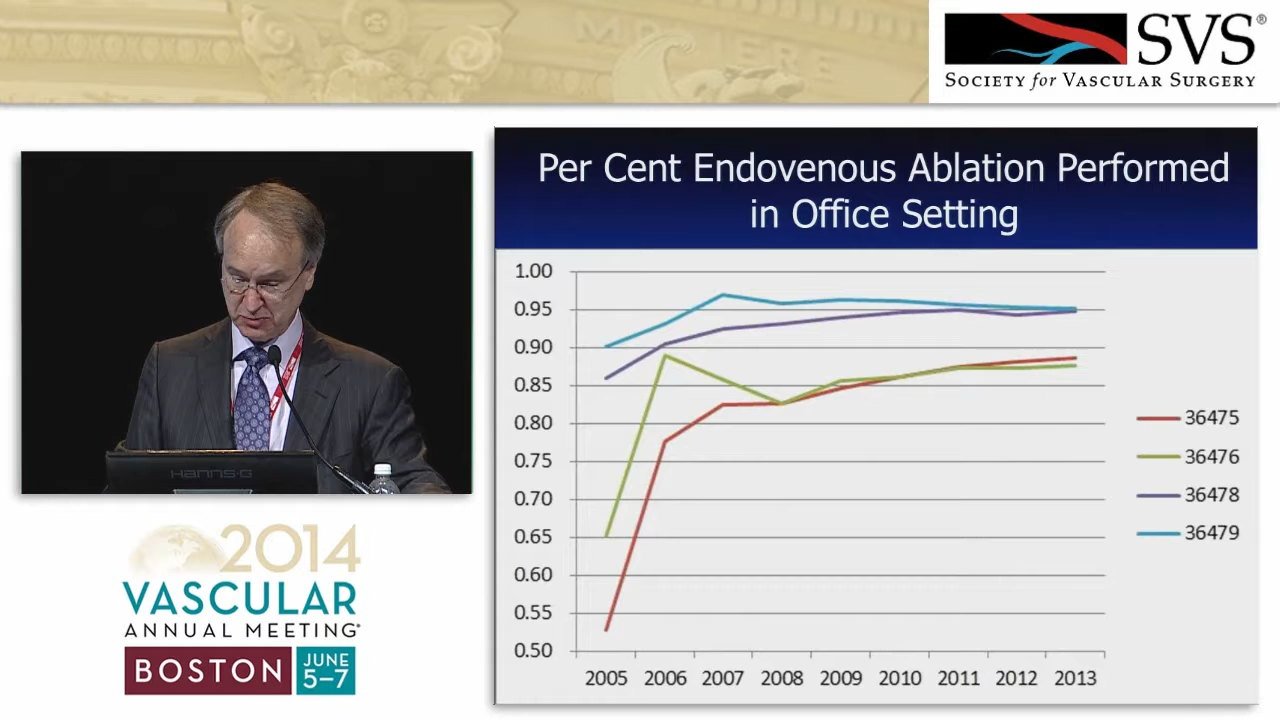 MOLIERE
SVS®
SOCIETY for VASCULAR SURGERY
Per Cent Endovenous Ablation Performed
in Office Setting
1.00
0.95
0.90
0.85
0.80
0.75
0.70
0.65
0.60
0.55
0.50
2005 2006 2007 2008 2009 2010 2011 2012 2013
36475
36476
36478
36479
HANNS·G
2014
VASCULAR
ANNUAL MEETING®
BOSTON
JUNE
5–7